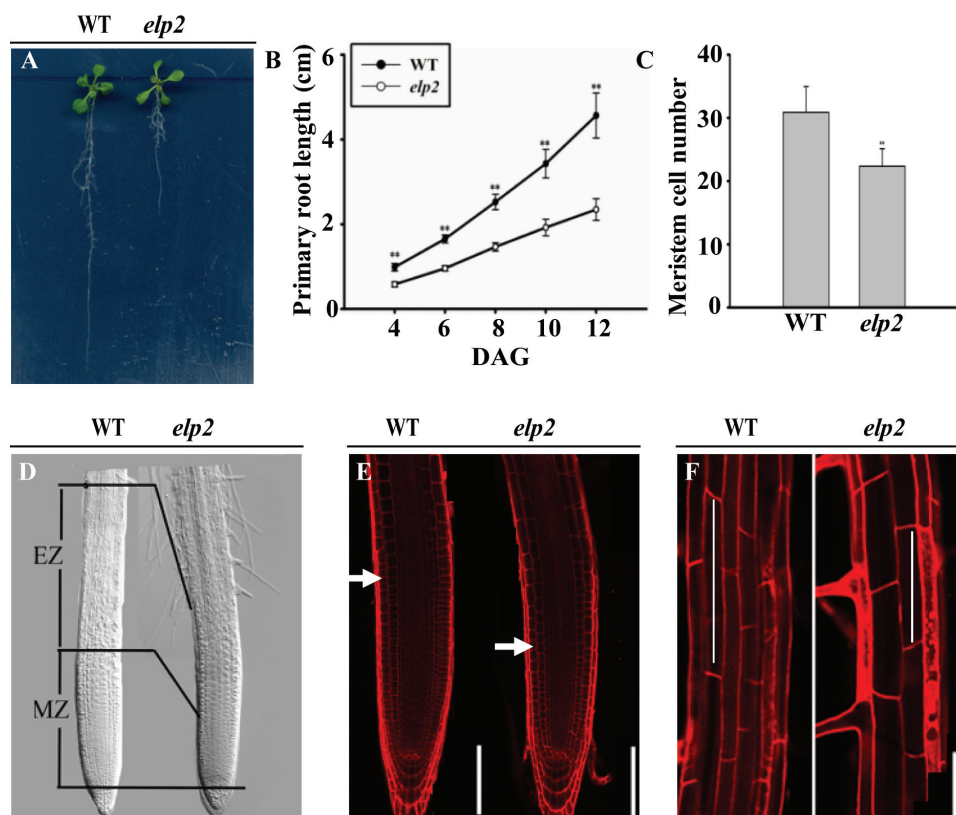 WT elp2
A
B
Primary root length (cm)
6
4
2
0
WT
elp2
**
**
**
**
**
4 6 8 10 12
DAG
C
Meristem cell number
40
30
20
10
0
WT elp2
WT elp2
D
EZ
MZ
WT elp2
E
WT elp2
F